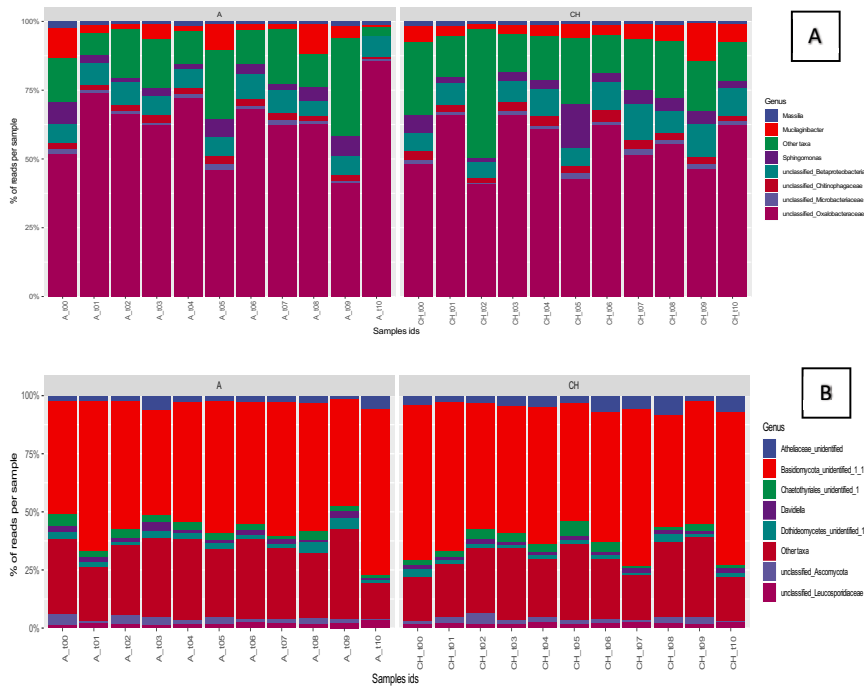 A
CH
A
100%
75%
50%
25%
0%
% of reads per sample
Genus
Massilia
Mucilaginibacter
Other taxa
Sphingomonas
unclassified_Betaproteobacteria
unclassified_Chitinophagaceae
unclassified_Microbacteriaceae
unclassified_Oxalobacteraceae
A_t00 A_t01 A_t02 A_t03 A_t04 A_t05 A_t06 A_t07 A_t08 A_t09 A_t10
CH_t00 CH_t01 CH_t02 CH_t03 CH_t04 CH_t05 CH_t06 CH_t07 CH_t08 CH_t09 CH_t10
Samples ids
A
CH
B
100%
75%
50%
25%
0%
% of reads per sample
Genus
Atheliaceae_unidentified
Basidiomycota_unidentified_1_1
Chaetothyriales_unidentified_1
Davidiella
Dothideomycetes_unidentified_1
Other taxa
unclassified_Ascomycota
unclassified_Leucosporidiaceae
A_t00 A_t01 A_t02 A_t03 A_t04 A_t05 A_t06 A_t07 A_t08 A_t09 A_t10
CH_t00 CH_t01 CH_t02 CH_t03 CH_t04 CH_t05 CH_t06 CH_t07 CH_t08 CH_t09 CH_t10
Samples ids